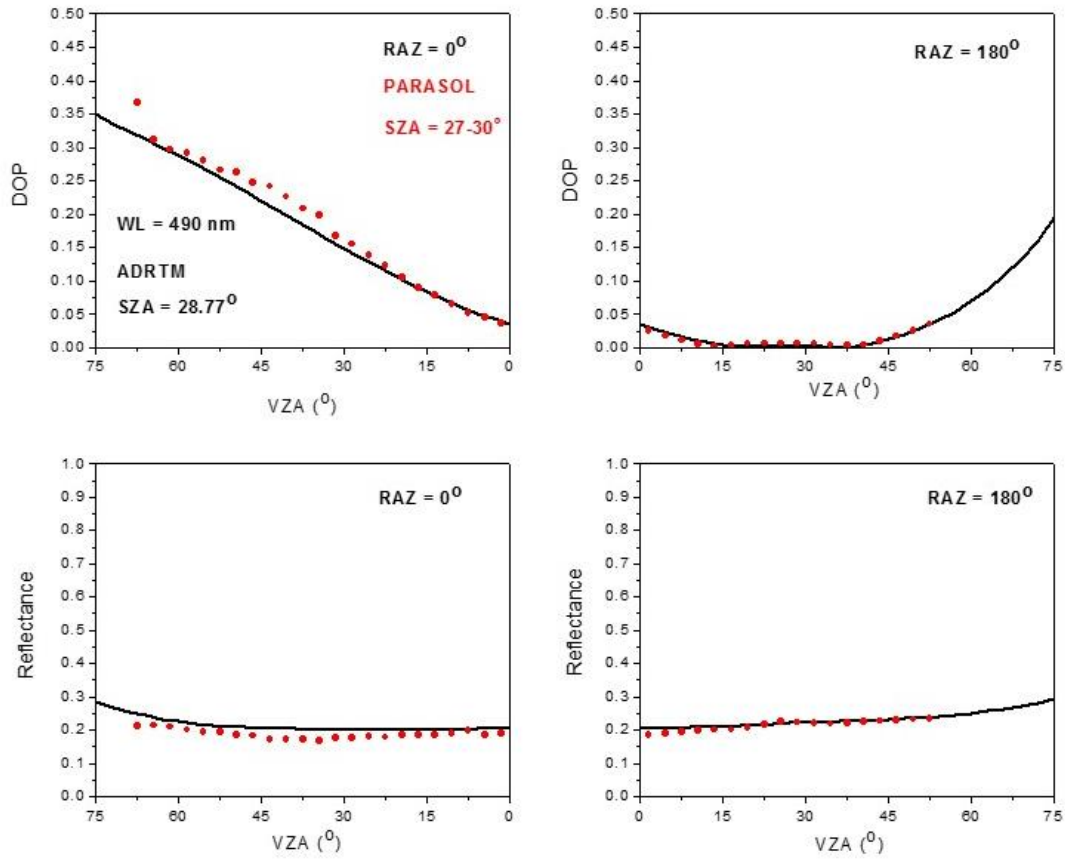 0.50
0.45
0.40
0.35
0.30
0.25
0.20
0.15
0.10
0.05
0.00
DOP
RAZ = 0⁰
PARASOL
SZA = 27-30°
WL = 490 nm
ADRTM
SZA = 28.77⁰
75 60 45 30 15 0
VZA (⁰)
0.50
0.45
0.40
0.35
0.30
0.25
0.20
0.15
0.10
0.05
0.00
DOP
RAZ = 180⁰
0 15 30 45 60 75
VZA (⁰)
1.0
0.9
0.8
0.7
0.6
0.5
0.4
0.3
0.2
0.1
0.0
Reflectance
RAZ = 0⁰
75 60 45 30 15 0
VZA (⁰)
1.0
0.9
0.8
0.7
0.6
0.5
0.4
0.3
0.2
0.1
0.0
Reflectance
RAZ = 180⁰
0 15 30 45 60 75
VZA (⁰)